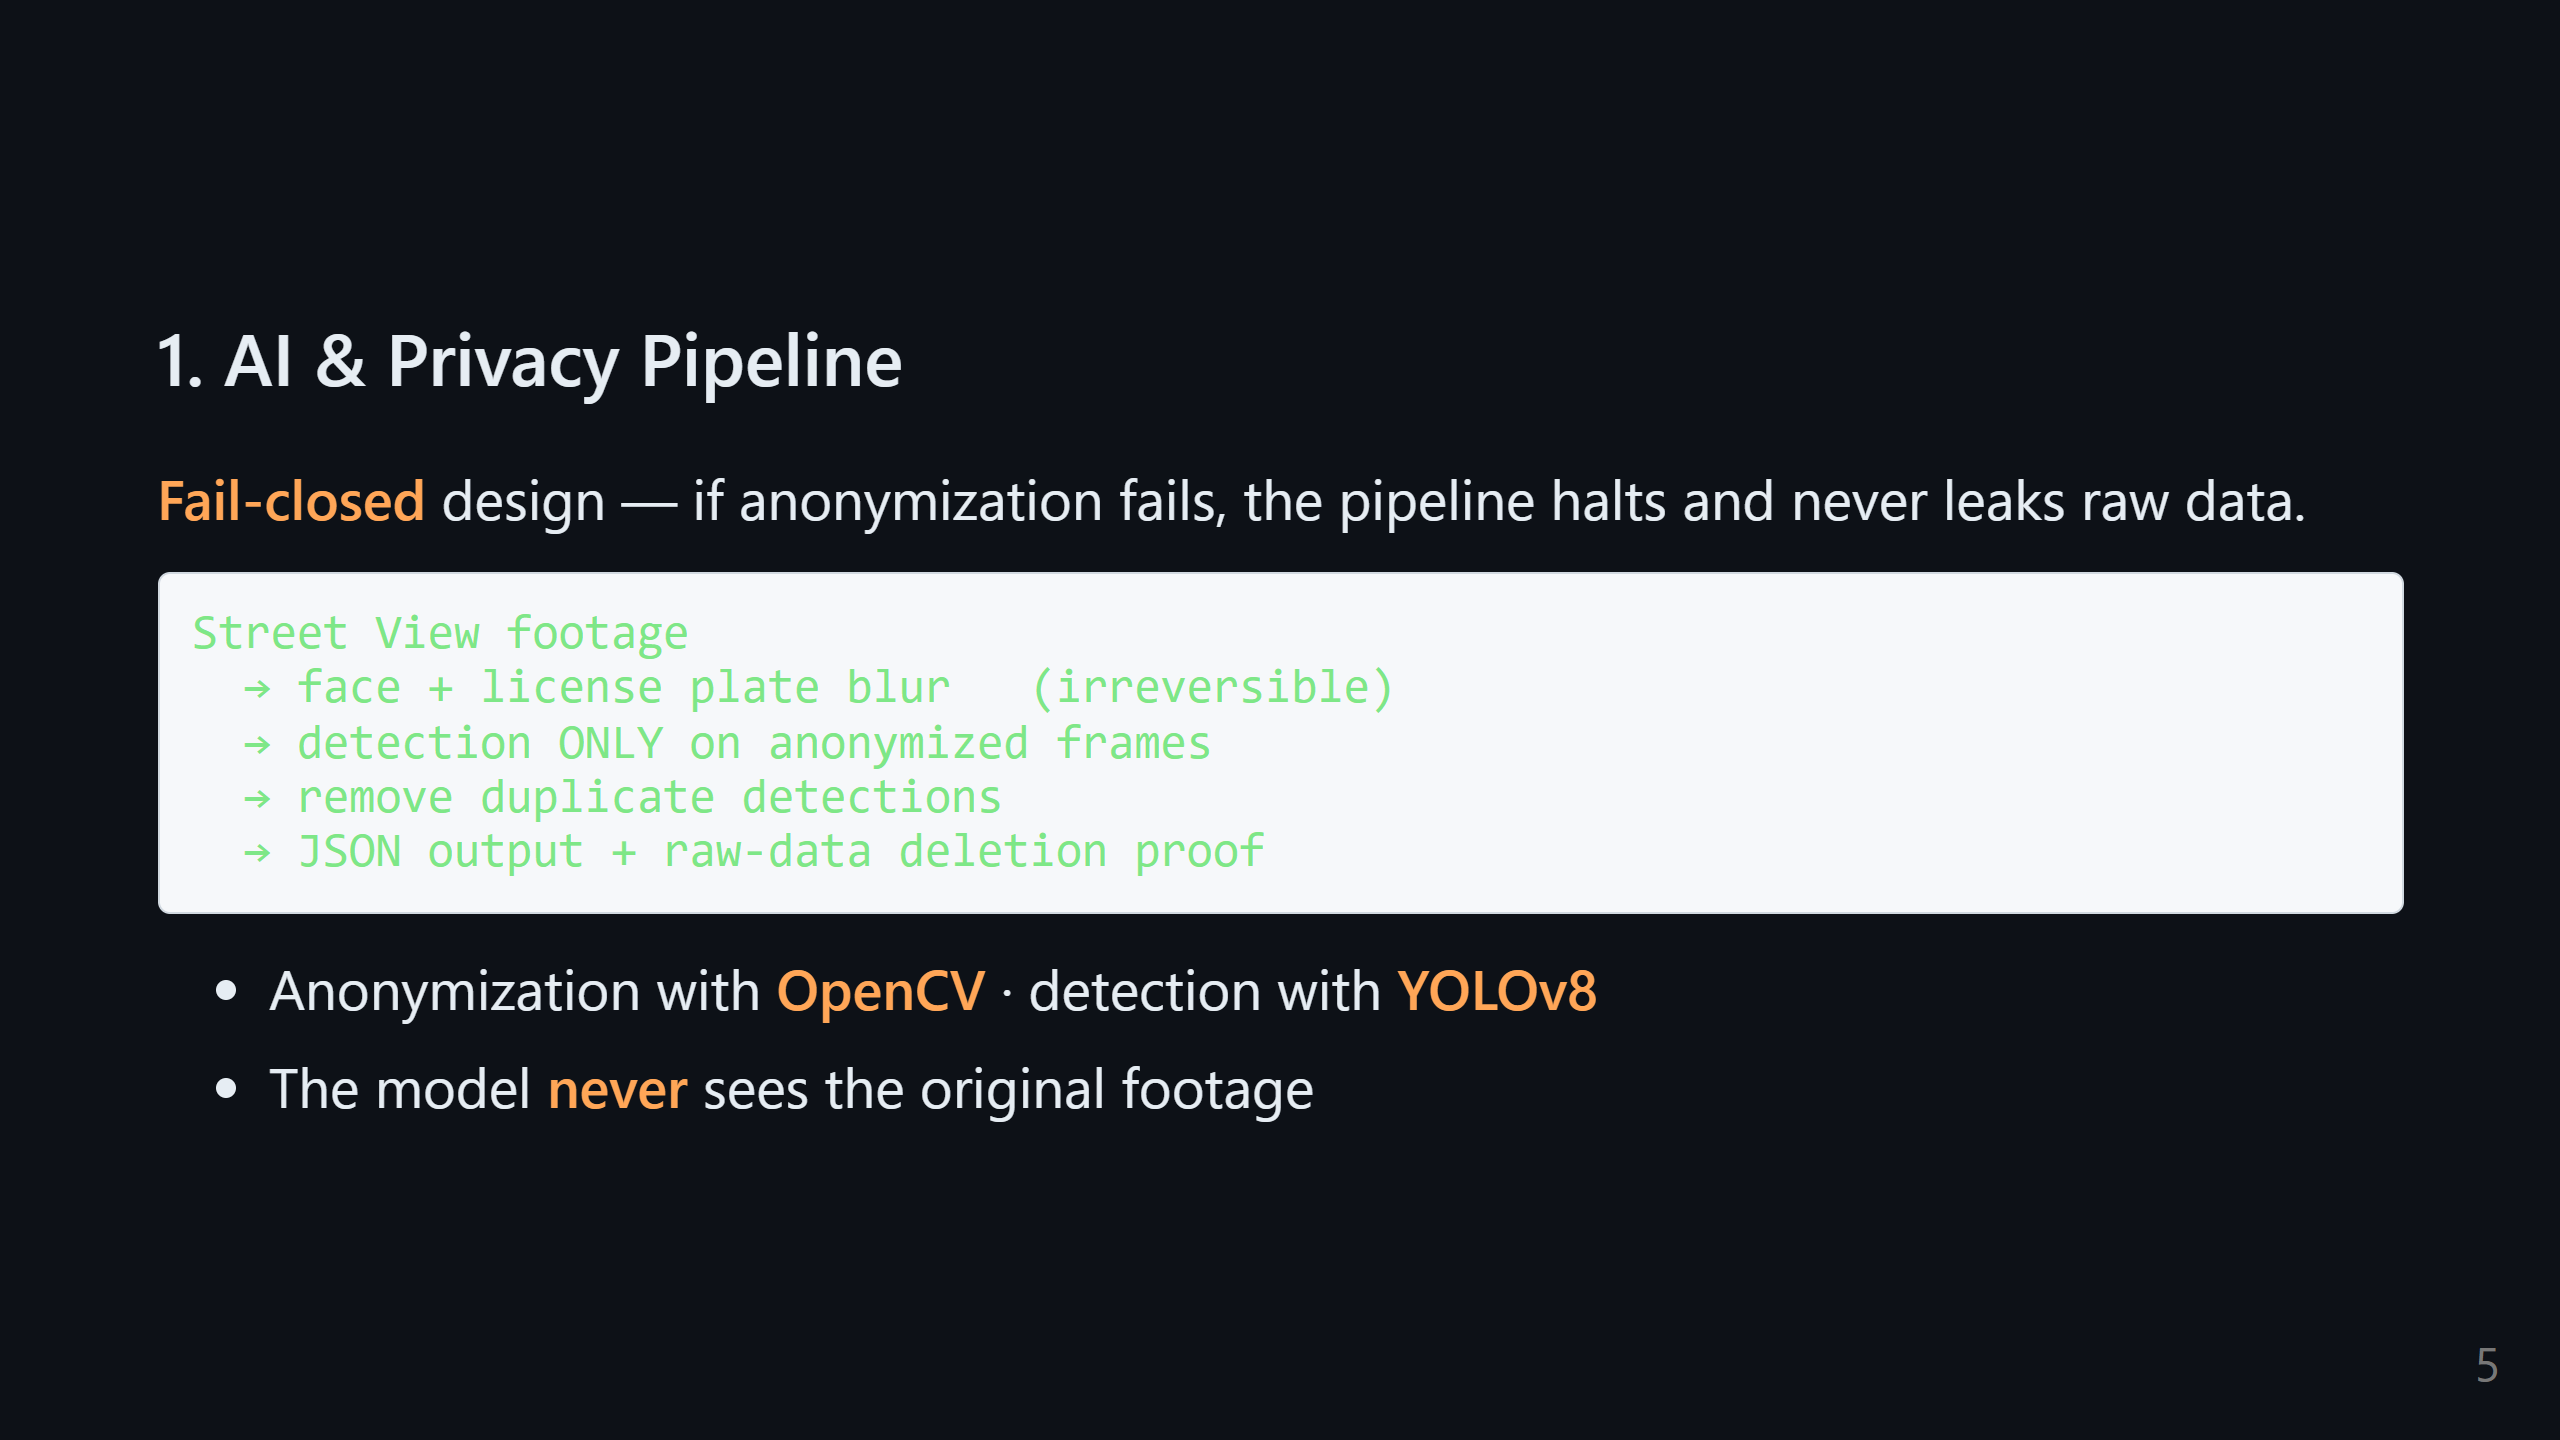 1. AI & Privacy Pipeline
Fail-closed design — if anonymization fails, the pipeline halts and never leaks raw data.
Street View footage
→ face + license plate blur   (irreversible)
→ detection ONLY on anonymized frames
→ remove duplicate detections
→ JSON output + raw-data deletion proof
• Anonymization with OpenCV · detection with YOLOv8
• The model never sees the original footage
5